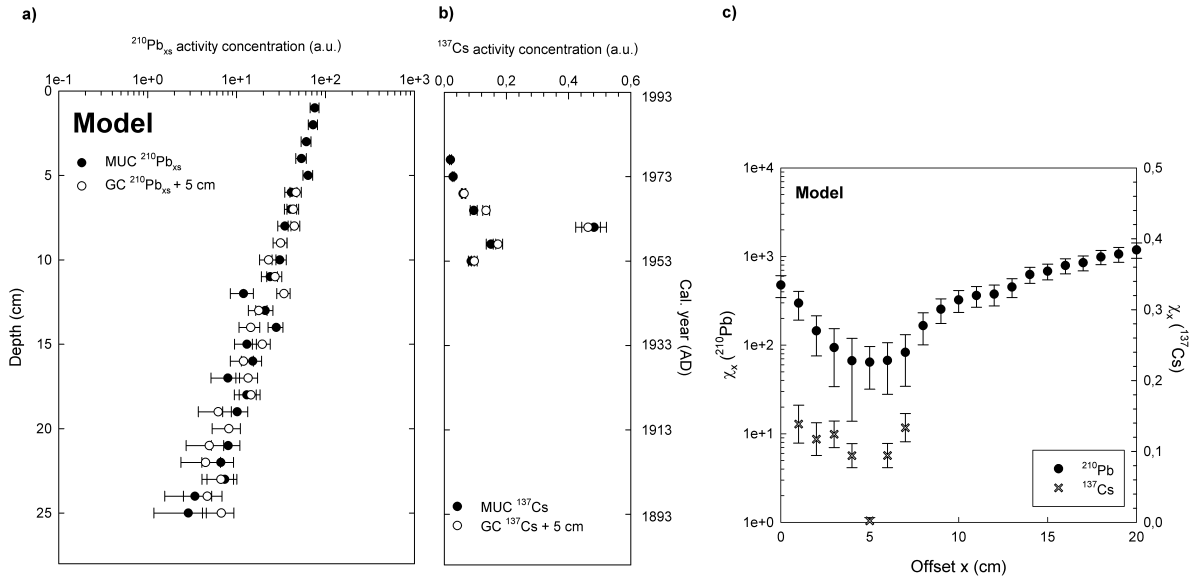 a)
b)
c)
²¹⁰Pbxs activity concentration (a.u.)
¹³⁷Cs activity concentration (a.u.)
1e-1 1e+0 1e+1 1e+2 1e+3
0,0 0,2 0,4 0,6
Model
MUC ²¹⁰Pbxs
GC ²¹⁰Pbxs + 5 cm
0
5
10
15
20
25
Depth (cm)
MUC ¹³⁷Cs
GC ¹³⁷Cs + 5 cm
1993
1973
1953
1933
1913
1893
Cal. year (AD)
Model
1e+4
1e+3
1e+2
1e+1
1e+0
χx (²¹⁰Pb)
0,5
0,4
0,3
0,2
0,1
0,0
χx (¹³⁷Cs)
²¹⁰Pb
¹³⁷Cs
0 5 10 15 20
Offset x (cm)